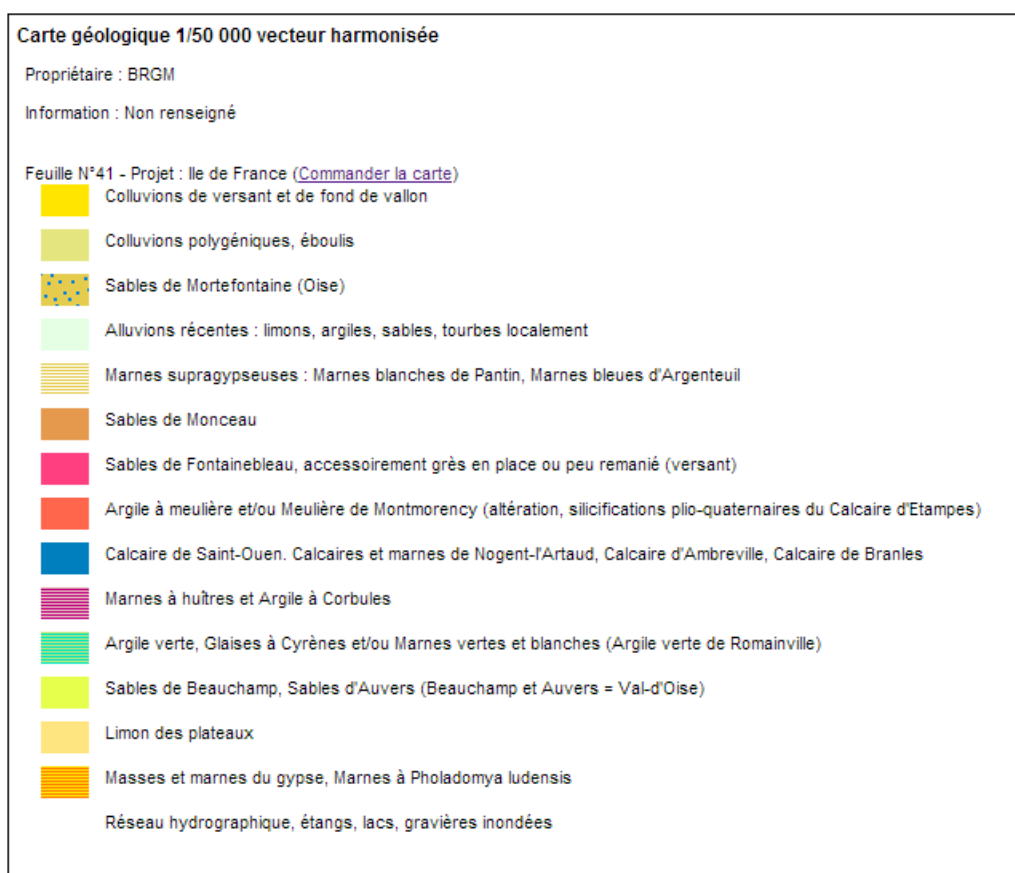 Carte géologique 1/50 000 vecteur harmonisée
Propriétaire : BRGM
Information : Non renseigné
Feuille N°41 - Projet : Ile de France (Commander la carte)
Colluvions de versant et de fond de vallon
Colluvions polygéniques, éboulis
Sables de Mortefontaine (Oise)
Alluvions récentes : limons, argiles, sables, tourbes localement
Marnes supragypseuses : Marnes blanches de Pantin, Marnes bleues d'Argenteuil
Sables de Monceau
Sables de Fontainebleau, accessoirement grès en place ou peu remanié (versant)
Argile à meulière et/ou Meulière de Montmorency (altération, silicifications plio-quaternaires du Calcaire d'Etampes)
Calcaire de Saint-Ouen. Calcaires et marnes de Nogent-l'Artaud, Calcaire d'Ambreville, Calcaire de Branles
Marnes à huîtres et Argile à Corbules
Argile verte, Glaises à Cyrènes et/ou Marnes vertes et blanches (Argile verte de Romainville)
Sables de Beauchamp, Sables d'Auvers (Beauchamp et Auvers = Val-d'Oise)
Limon des plateaux
Masses et marnes du gypse, Marnes à Pholadomya ludensis
Réseau hydrographique, étangs, lacs, gravières inondées